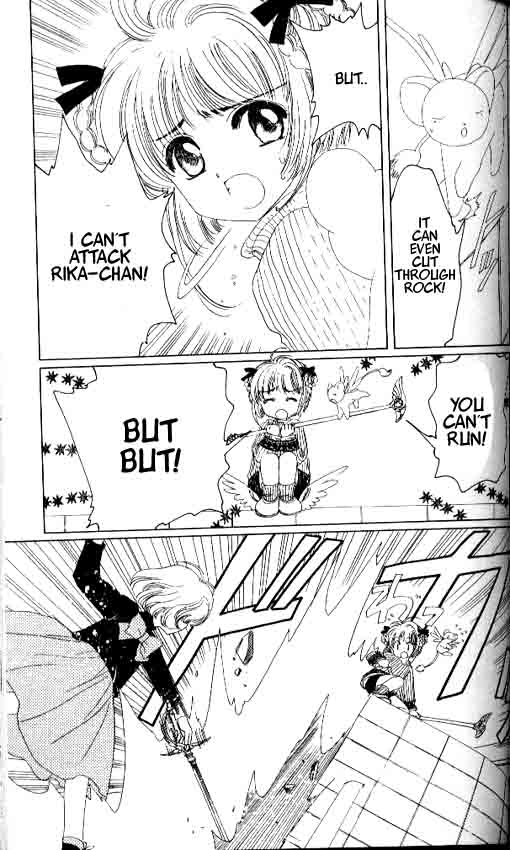 IT
CAN
EVEN
CUT
THROUGH
ROCK!
BUT..
I CAN'T
ATTACK
RIKA-CHAN!
YOU
CAN'T
RUN!
BUT
BUT!